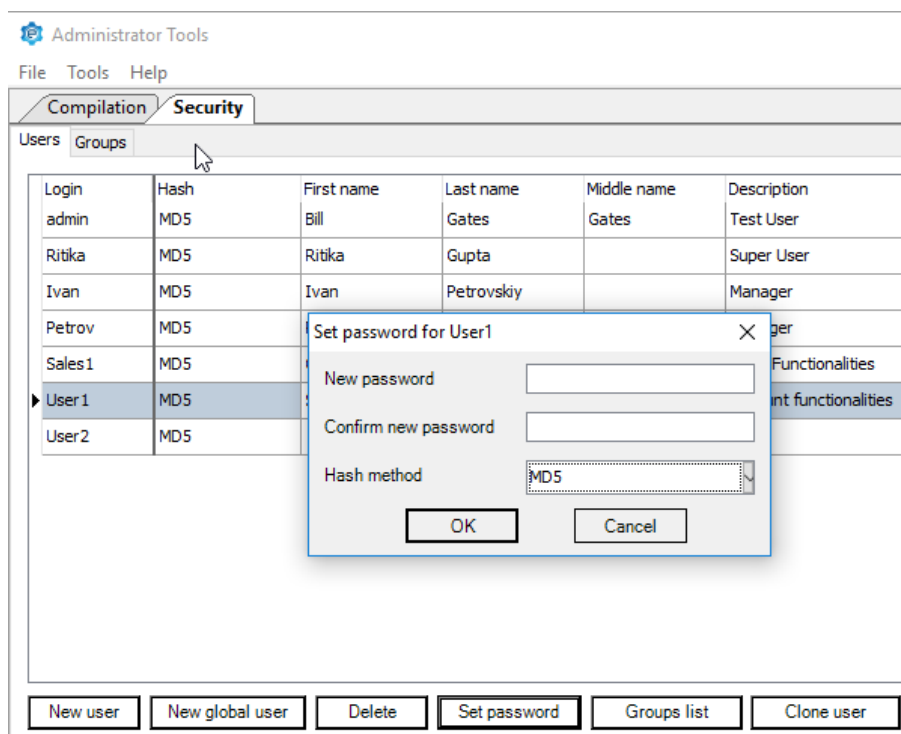 Administrator Tools
File Tools Help
Compilation Security
Users Groups
Login Hash First name Last name Middle name Description
admin MD5 Bill Gates Gates Test User
Ritika MD5 Ritika Gupta Super User
Ivan MD5 Ivan Petrovskiy Manager
Petrov MD5
Sales1 MD5 Functionalities
User1 MD5 functionalities
User2 MD5
Set password for User1
New password
Confirm new password
Hash method MD5
OK Cancel
New user New global user Delete Set password Groups list Clone user